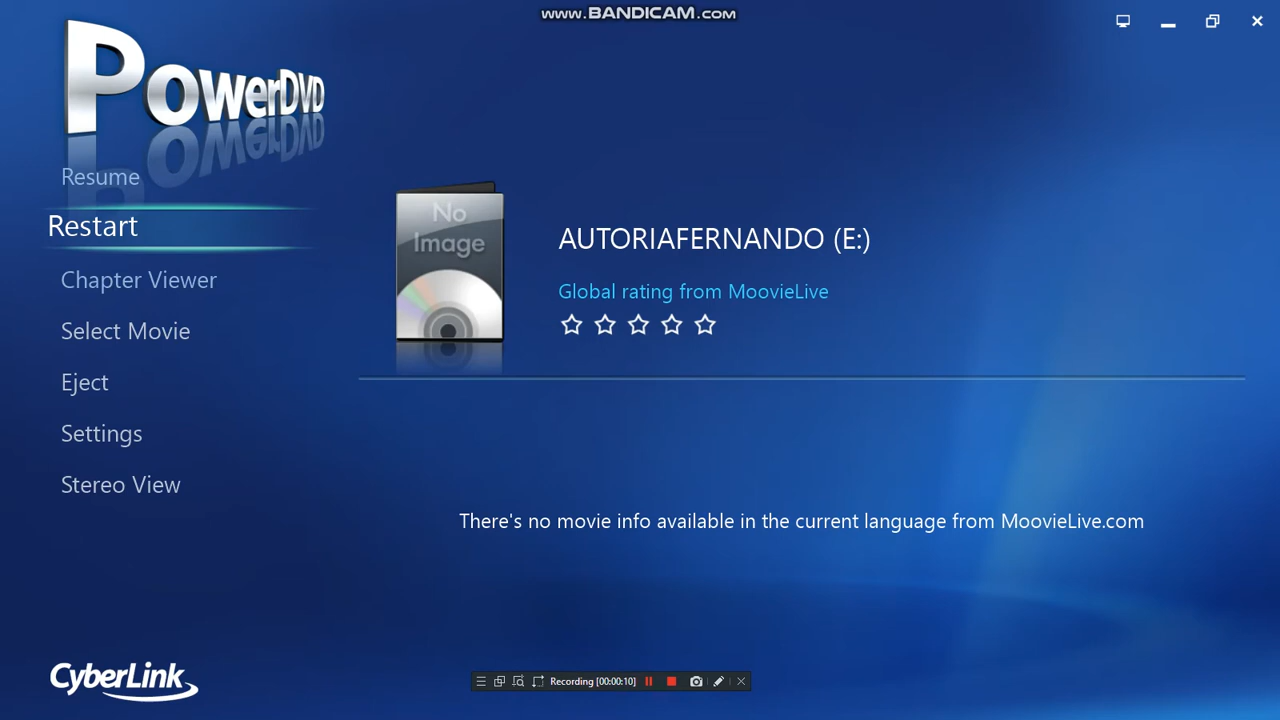 www.BANDICAM.com
PowerDVD
Resume
Restart
Chapter Viewer
Select Movie
Eject
Settings
Stereo View
No
Image
AUTORIAFERNANDO (E:)
Global rating from MoovieLive
There's no movie info available in the current language from MoovieLive.com
CyberLink
Recording [00:00:10]